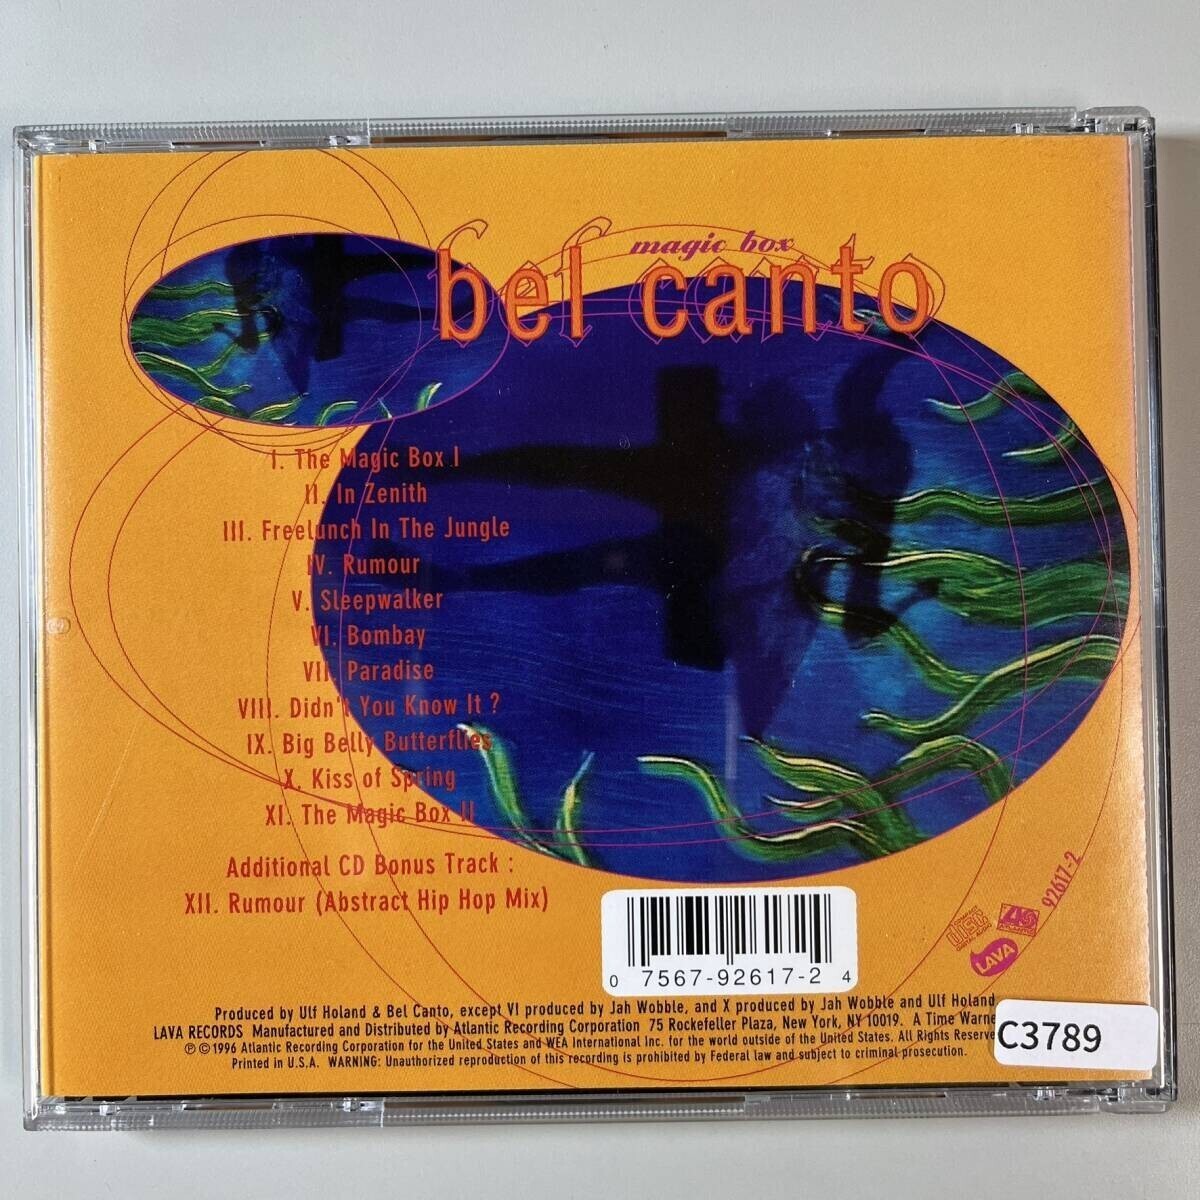 magic box
bel canto
I. The Magic Box I
II. In Zenith
III. Freelunch In The Jungle
IV. Rumour
V. Sleepwalker
VI. Bombay
VII. Paradise
VIII. Didn't You Know It ?
IX. Big Belly Butterflies
X. Kiss of Spring
XI. The Magic Box II
Additional CD Bonus Track :
XII. Rumour (Abstract Hip Hop Mix)
0 7567-92617-2 4
COMPACT
disc
DIGITAL AUDIO
ATLANTIC
LAVA
92617-2
Produced by Ulf Holand & Bel Canto, except VI produced by Jah Wobble, and X produced by Jah Wobble and Ulf Holand.
LAVA RECORDS Manufactured and Distributed by Atlantic Recording Corporation 75 Rockefeller Plaza, New York, NY 10019. A Time Warne
℗ © 1996 Atlantic Recording Corporation for the United States and WEA International Inc. for the world outside of the United States. All Rights Reserve
Printed in U.S.A. WARNING: Unauthorized reproduction of this recording is prohibited by Federal law and subject to criminal prosecution.
C3789